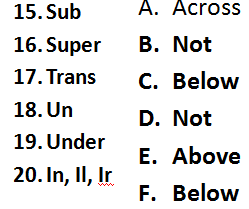 15. Sub
16. Super
17. Trans
18. Un
19. Under
20. In, Il, Ir
A. Across
B. Not
C. Below
D. Not
E. Above
F. Below